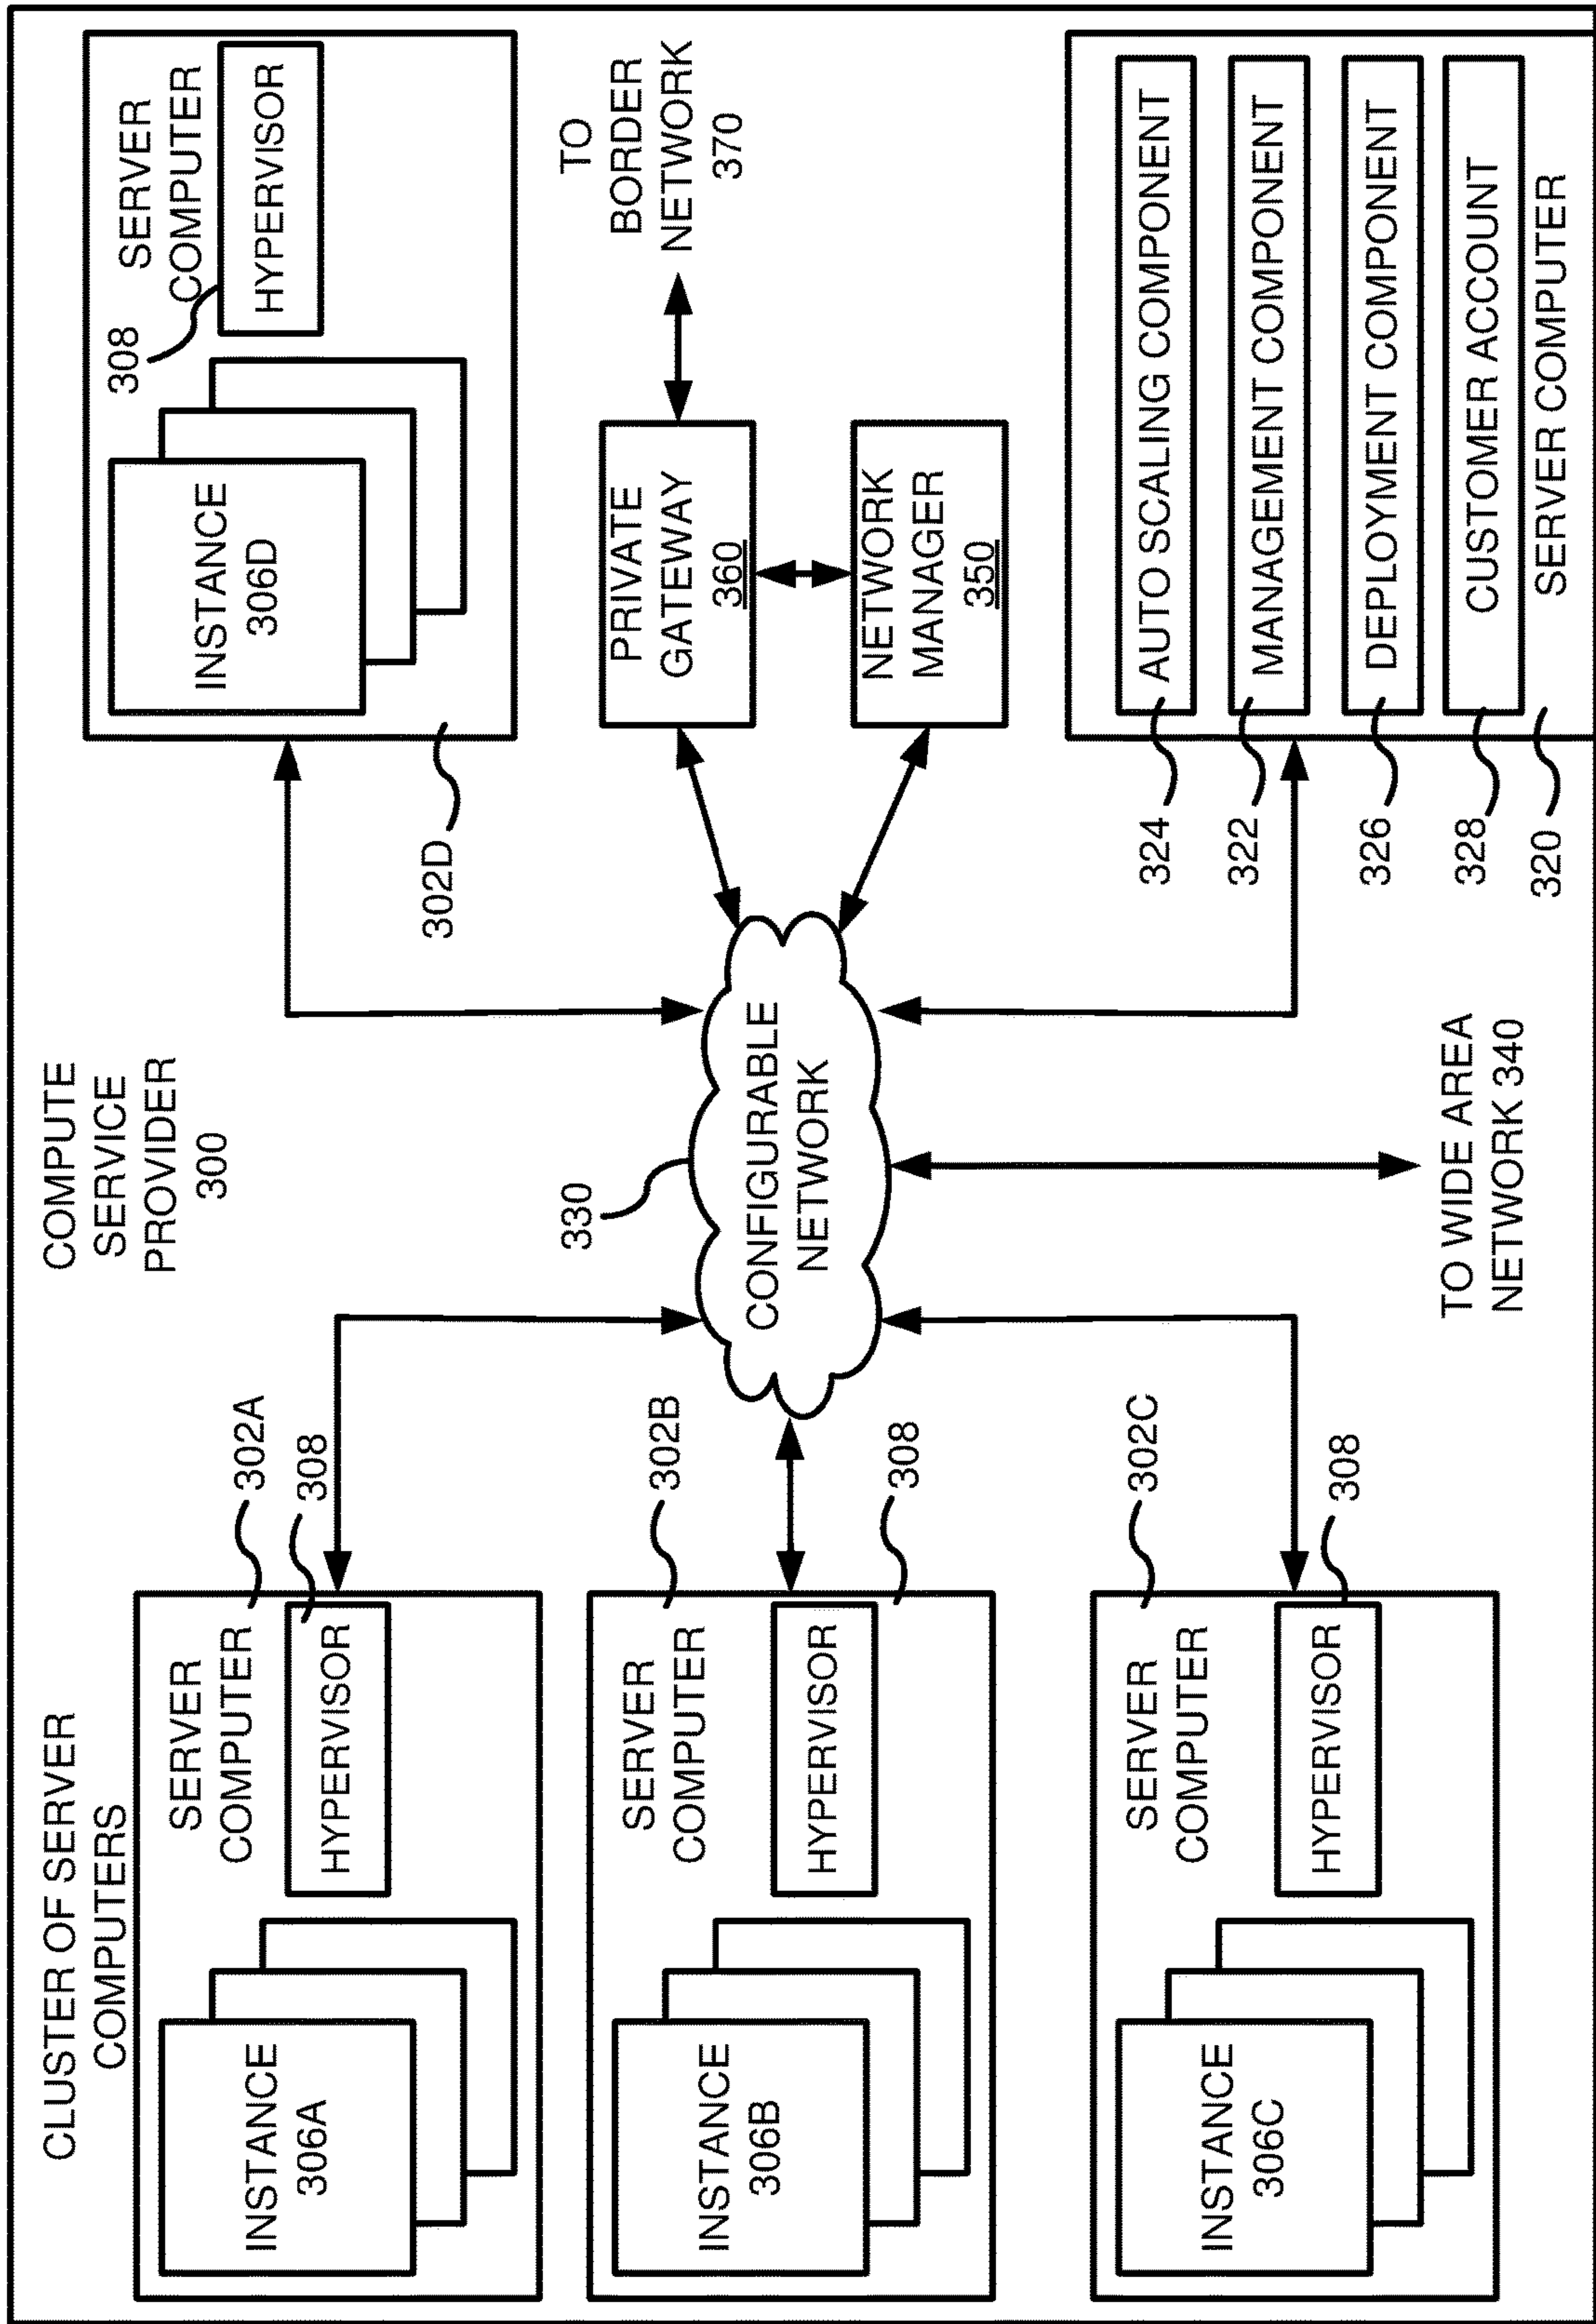 COMPUTE
SERVICE
PROVIDER
300
CLUSTER OF SERVER
COMPUTERS
SERVER
COMPUTER
302A
308
HYPERVISOR
INSTANCE
306A
SERVER
COMPUTER
302B
308
HYPERVISOR
INSTANCE
306B
SERVER
COMPUTER
302C
308
HYPERVISOR
INSTANCE
306C
330
CONFIGURABLE
NETWORK
TO WIDE AREA
NETWORK 340
SERVER
COMPUTER
308
HYPERVISOR
INSTANCE
306D
302D
PRIVATE
GATEWAY
360
TO
BORDER
NETWORK
370
NETWORK
MANAGER
350
324
AUTO SCALING COMPONENT
322
MANAGEMENT COMPONENT
326
DEPLOYMENT COMPONENT
328
CUSTOMER ACCOUNT
320
SERVER COMPUTER